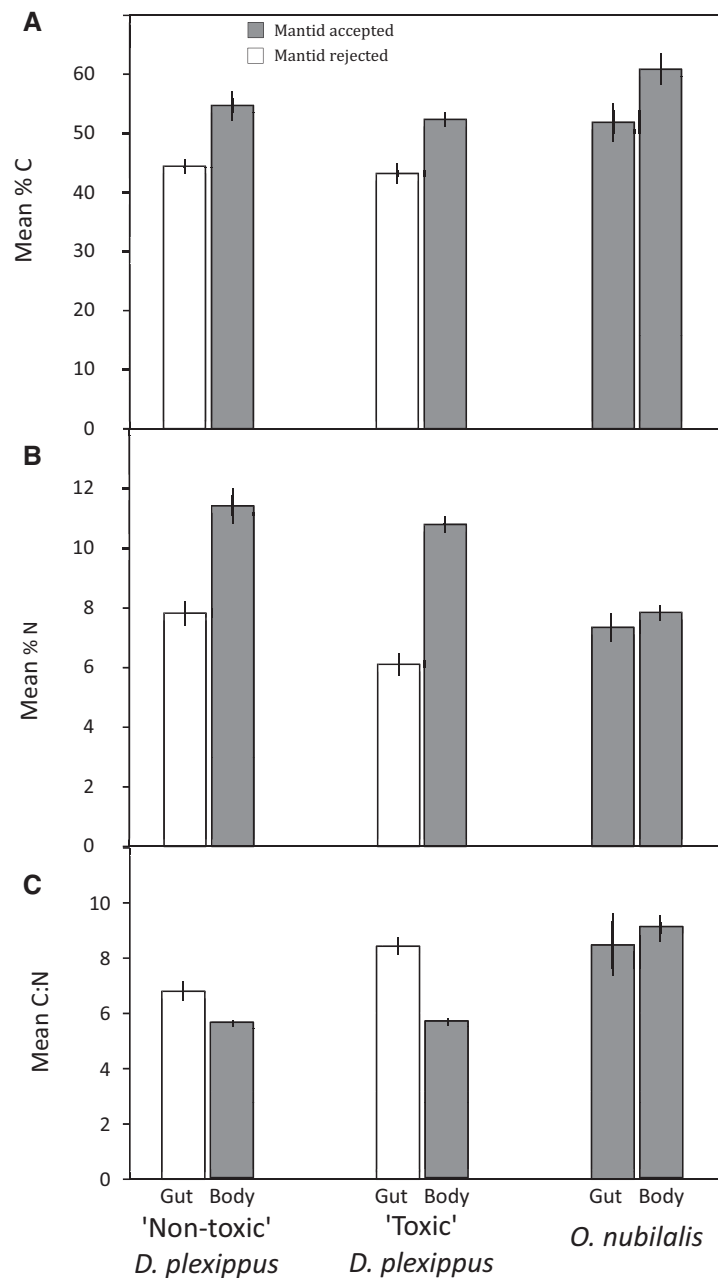 A
Mantid accepted
Mantid rejected
60
50
40
30
20
10
0
Mean % C
B
12
10
8
6
4
2
0
Mean % N
C
10
8
6
4
2
0
Mean C:N
Gut Body Gut Body Gut Body
'Non-toxic' 'Toxic' O. nubilalis
D. plexippus D. plexippus